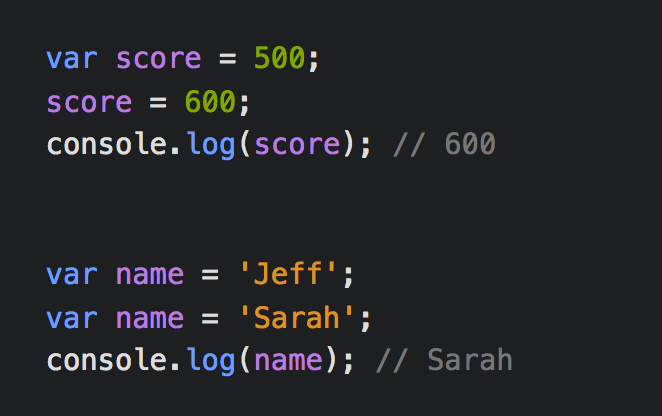 var score = 500;
score = 600;
console.log(score); // 600
var name = 'Jeff';
var name = 'Sarah';
console.log(name); // Sarah